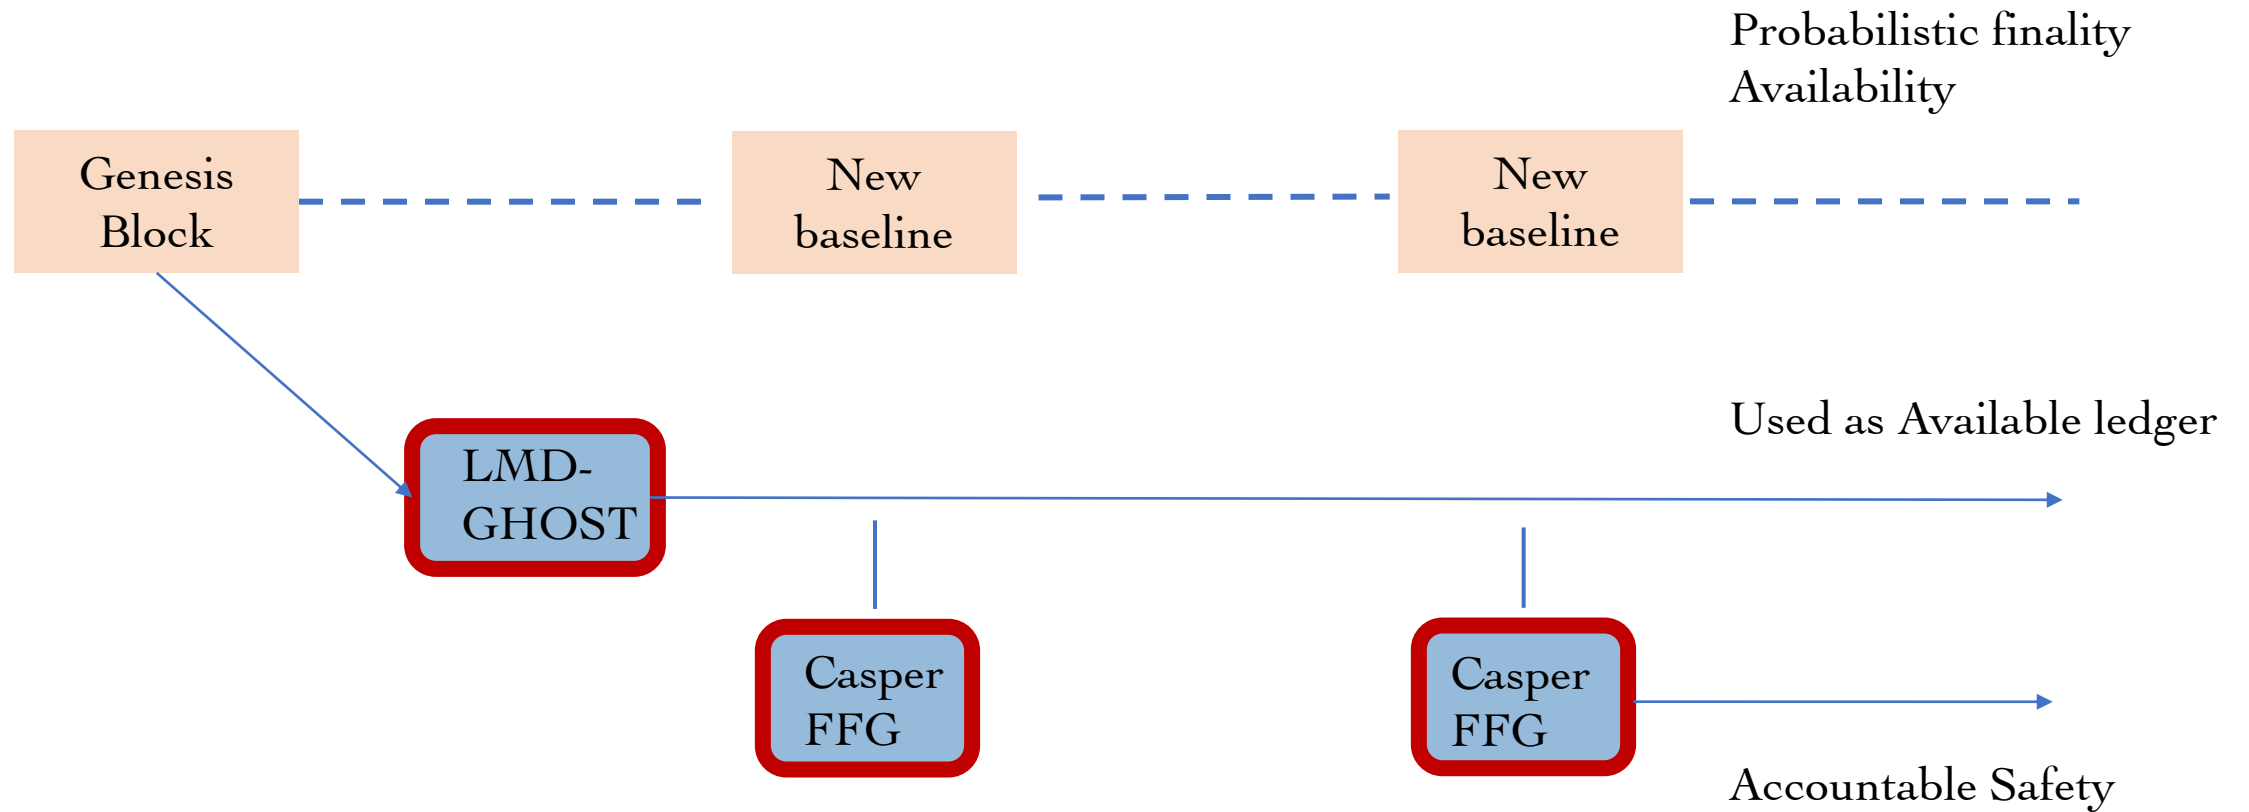 Probabilistic finality
Availability
Genesis
Block
New
baseline
New
baseline
Used as Available ledger
LMD-
GHOST
Casper
FFG
Casper
FFG
Accountable Safety